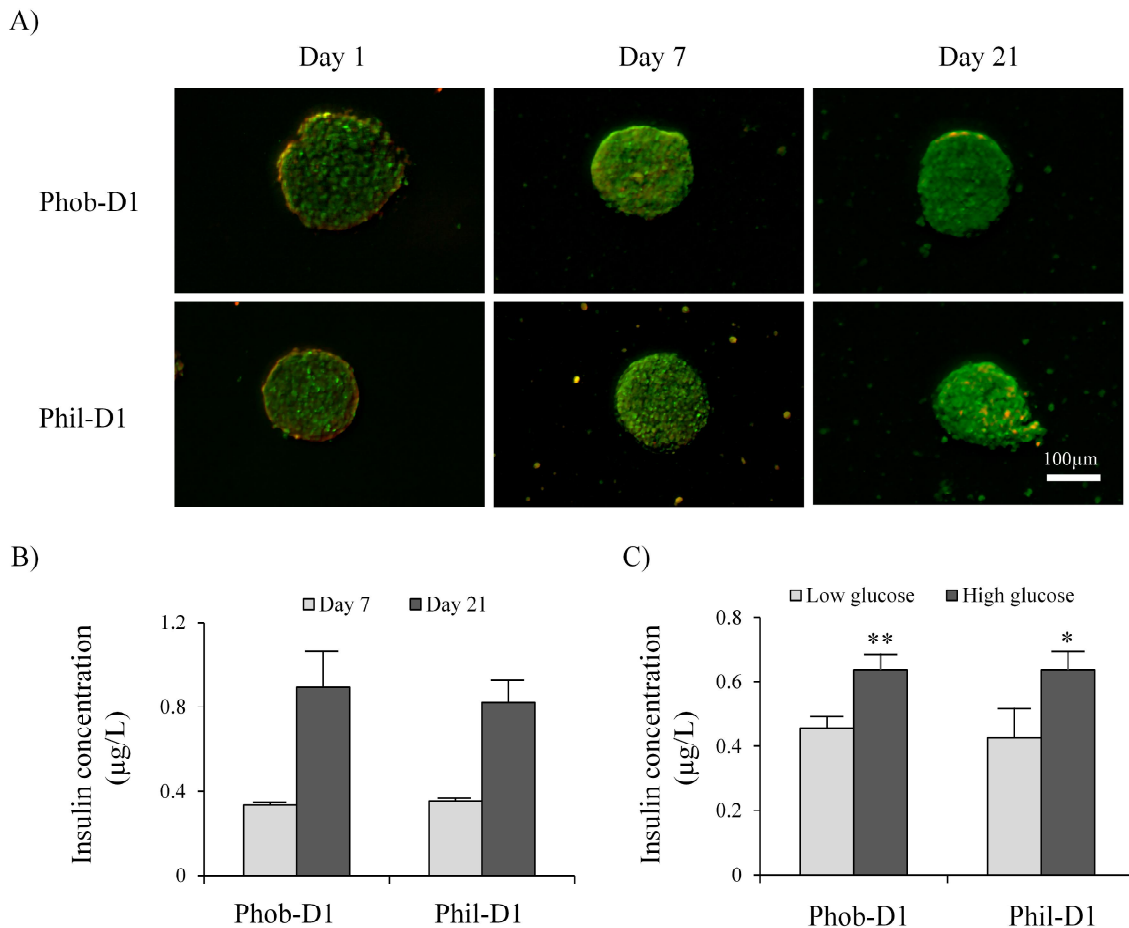 A)
Day 1
Day 7
Day 21
Phob-D1
Phil-D1
100µm
B)
Day 7
Day 21
Insulin concentration
(µg/L)
1.2
0.8
0.4
0
Phob-D1
Phil-D1
C)
Low glucose
High glucose
Insulin concentration
(µg/L)
0.8
0.6
0.4
0.2
0
**
*
Phob-D1
Phil-D1